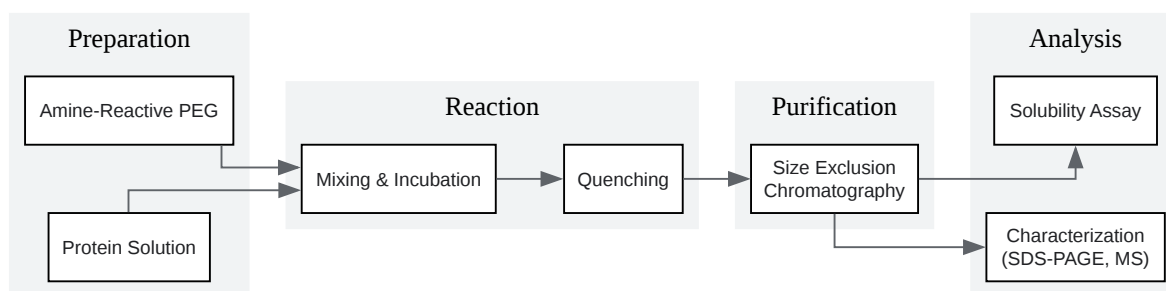 Preparation
Amine-Reactive PEG
Protein Solution
Reaction
Mixing & Incubation
Quenching
Purification
Size Exclusion
Chromatography
Analysis
Solubility Assay
Characterization
(SDS-PAGE, MS)